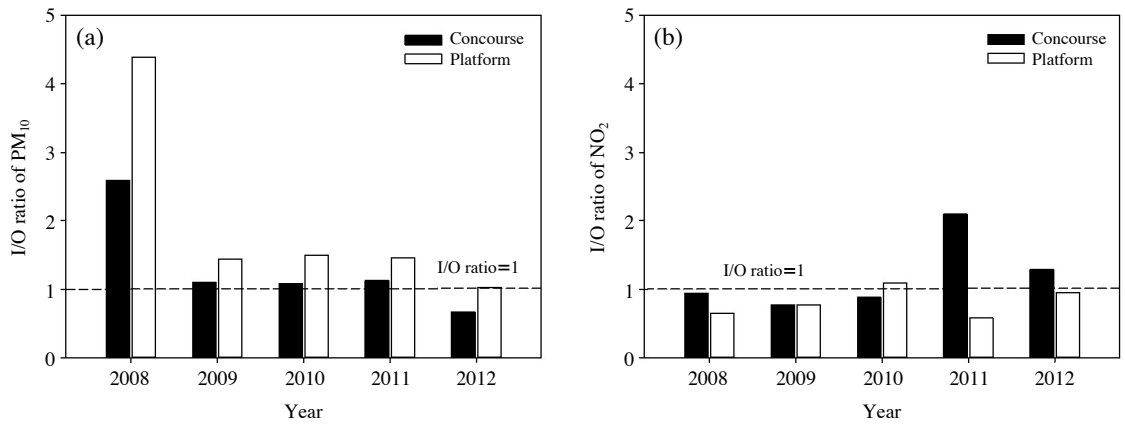 (a)
Concourse
Platform
I/O ratio of PM₁₀
5
4
3
2
1
0
I/O ratio=1
2008 2009 2010 2011 2012
Year
(b)
Concourse
Platform
I/O ratio of NO₂
5
4
3
2
1
0
I/O ratio=1
2008 2009 2010 2011 2012
Year